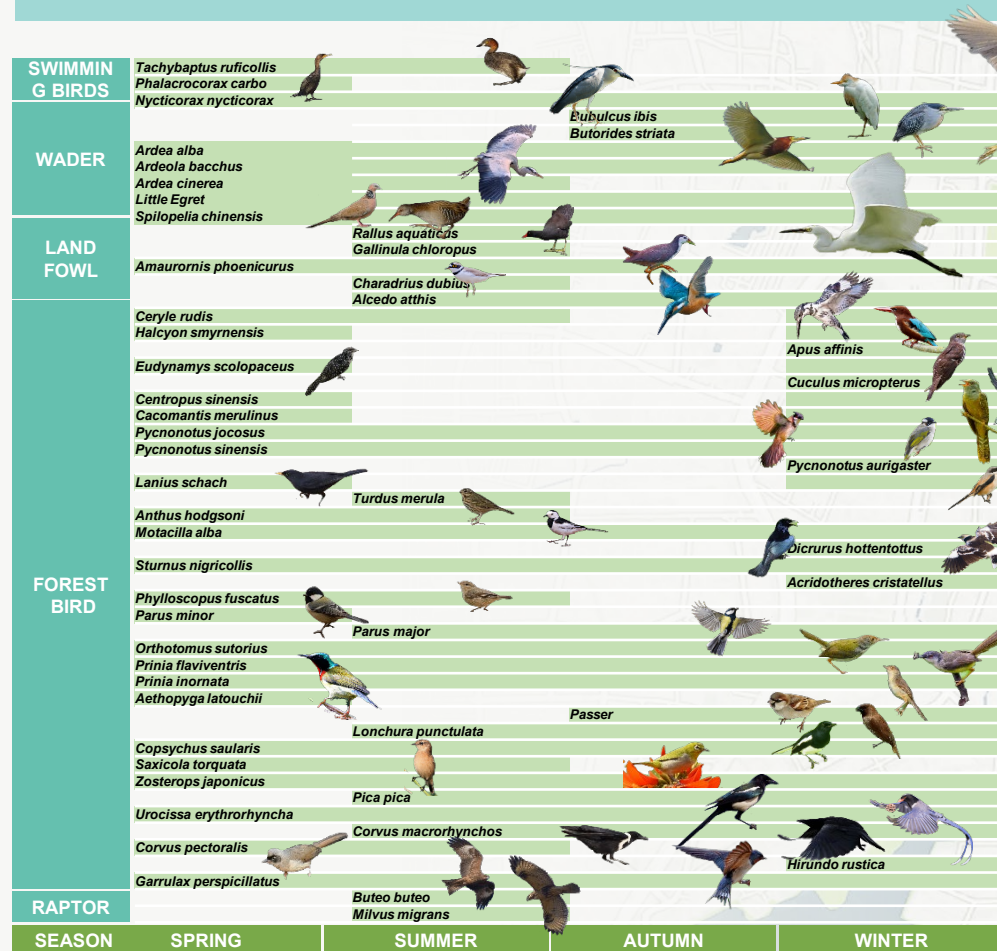 SWIMMIN
G BIRDS
Tachybaptus ruficollis
Phalacrocorax carbo
Nycticorax nycticorax
Bubulcus ibis
Butorides striata
WADER
Ardea alba
Ardeola bacchus
Ardea cinerea
Little Egret
Spilopelia chinensis
LAND
FOWL
Rallus aquaticus
Gallinula chloropus
Amaurornis phoenicurus
Charadrius dubius
Alcedo atthis
Ceryle rudis
Halcyon smyrnensis
Apus affinis
Eudynamys scolopaceus
Cuculus micropterus
Centropus sinensis
Cacomantis merulinus
Pycnonotus jocosus
Pycnonotus sinensis
Pycnonotus aurigaster
Lanius schach
Turdus merula
Anthus hodgsoni
Motacilla alba
Dicrurus hottentottus
Sturnus nigricollis
Acridotheres cristatellus
FOREST
BIRD
Phylloscopus fuscatus
Parus minor
Parus major
Orthotomus sutorius
Prinia flaviventris
Prinia inornata
Aethopyga latouchii
Passer
Lonchura punctulata
Copsychus saularis
Saxicola torquata
Zosterops japonicus
Pica pica
Urocissa erythrorhyncha
Corvus macrorhynchos
Corvus pectoralis
Hirundo rustica
Garrulax perspicillatus
RAPTOR
Buteo buteo
Milvus migrans
SEASON SPRING SUMMER AUTUMN WINTER